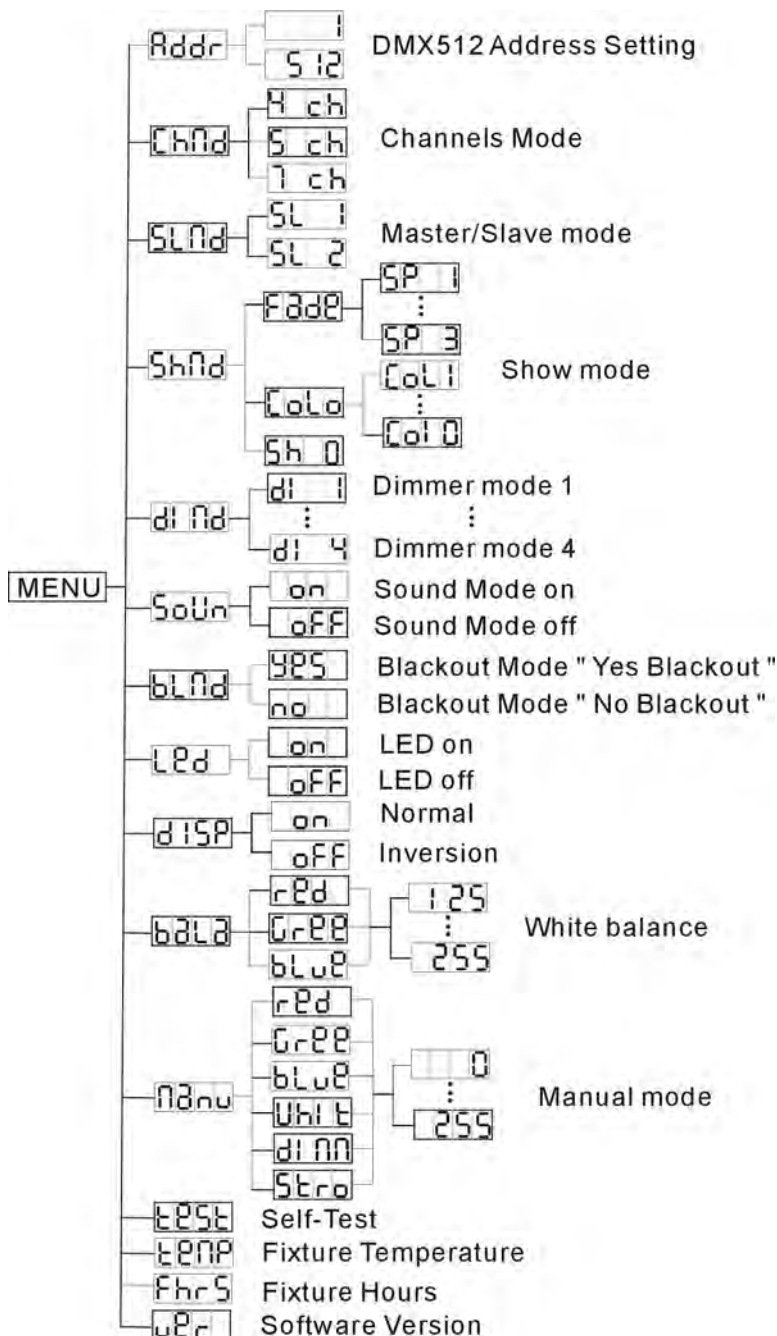 MENU
Addr
1
512
DMX512 Address Setting
ChMd
4 ch
5 ch
7 ch
Channels Mode
SLMd
SL 1
SL 2
Master/Slave mode
ShMd
Fade
SP 1
SP 3
CoLo
CoL1
Col0
Sh 0
Show mode
diMd
di 1
Dimmer mode 1
di 4
Dimmer mode 4
SoUn
on
Sound Mode on
oFF
Sound Mode off
bLMd
yes
Blackout Mode " Yes Blackout "
no
Blackout Mode " No Blackout "
Led
on
LED on
oFF
LED off
dISP
on
Normal
oFF
Inversion
baLa
red
Gree
bLue
125
255
White balance
Manu
red
Gree
bLue
UhIt
diMM
Stro
0
255
Manual mode
teSt
Self-Test
teMP
Fixture Temperature
FhrS
Fixture Hours
ver
Software Version